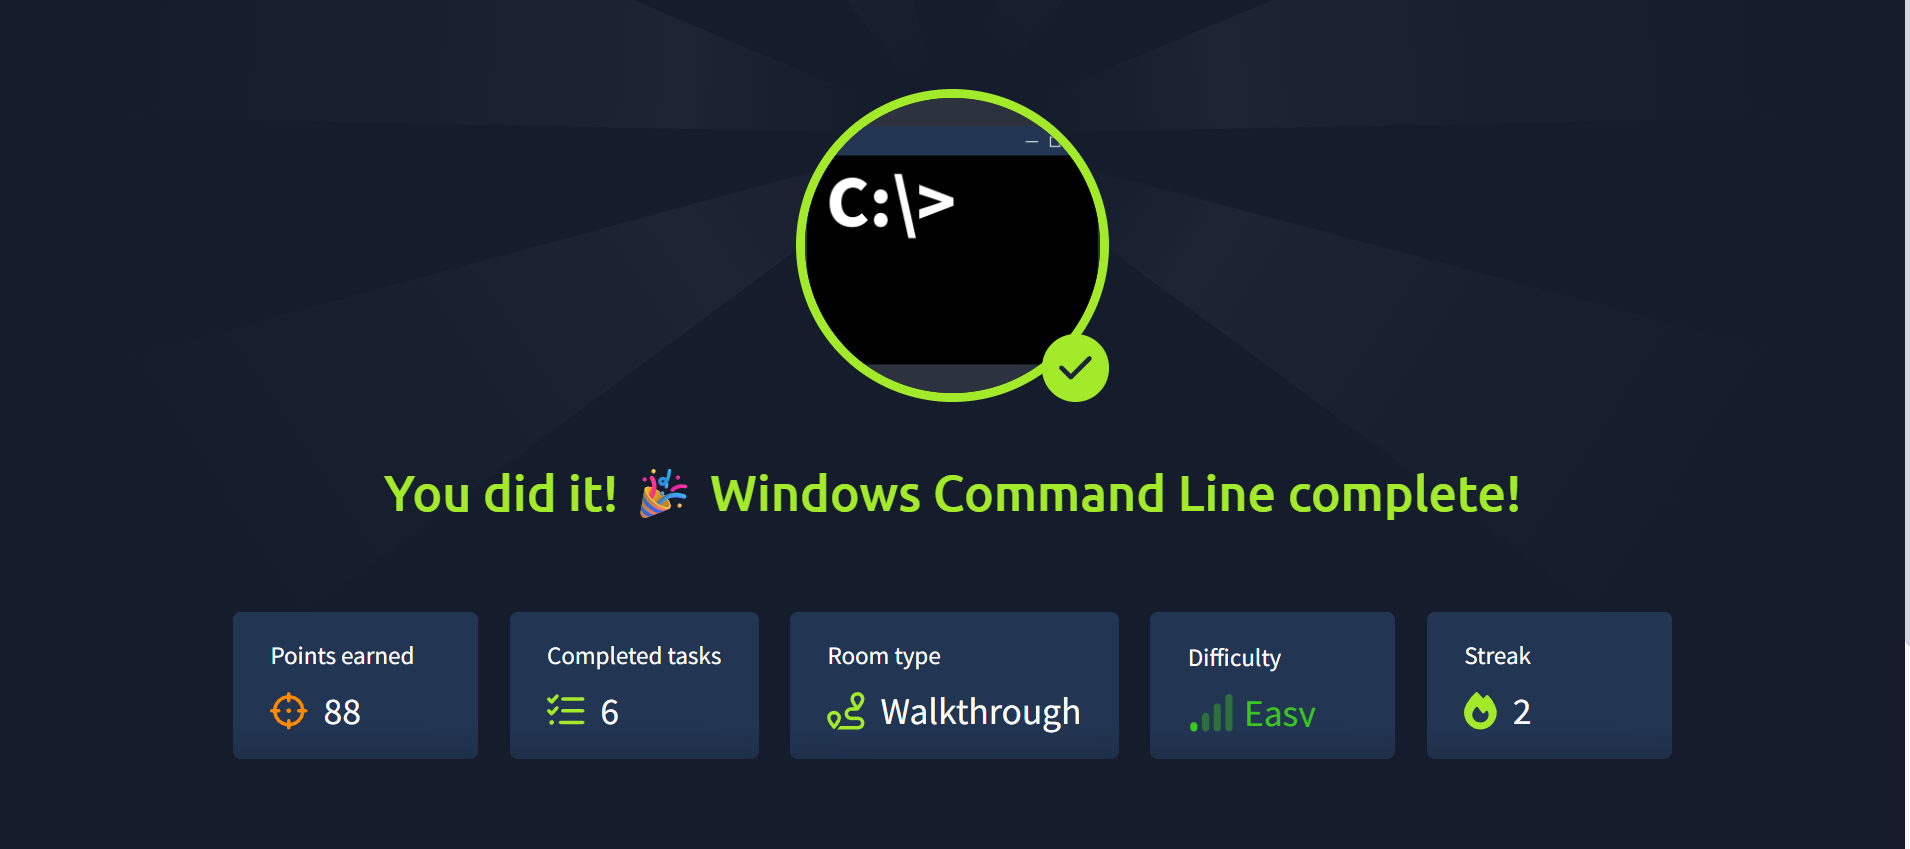 C:\>
You did it! 🎉 Windows Command Line complete!
Points earned
88
Completed tasks
6
Room type
Walkthrough
Difficulty
Easy
Streak
2